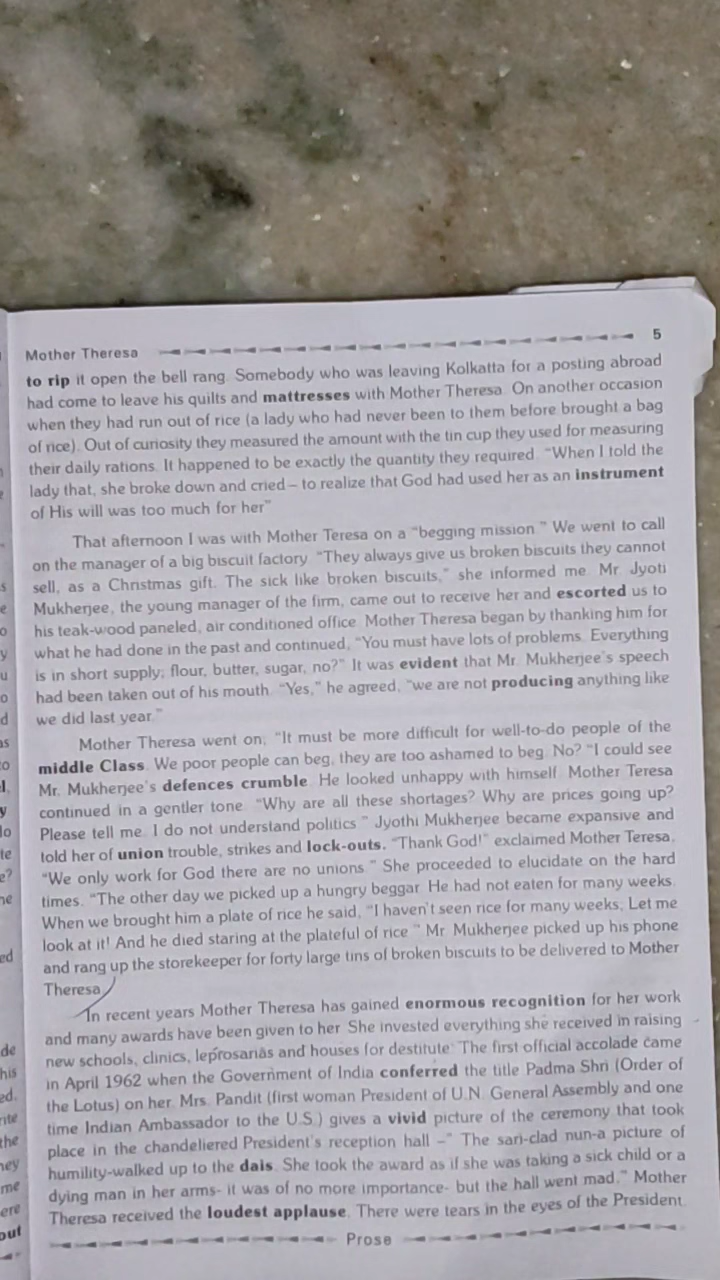 Mother Theresa 5
to rip it open the bell rang. Somebody who was leaving Kolkatta for a posting abroad
had come to leave his quilts and mattresses with Mother Theresa. On another occasion
when they had run out of rice (a lady who had never been to them before brought a bag
of rice). Out of curiosity they measured the amount with the tin cup they used for measuring
their daily rations. It happened to be exactly the quantity they required. "When I told the
lady that, she broke down and cried – to realize that God had used her as an instrument
of His will was too much for her"
That afternoon I was with Mother Teresa on a "begging mission." We went to call
on the manager of a big biscuit factory. "They always give us broken biscuits they cannot
sell, as a Christmas gift. The sick like broken biscuits," she informed me. Mr. Jyoti
Mukherjee, the young manager of the firm, came out to receive her and escorted us to
his teak-wood paneled, air conditioned office. Mother Theresa began by thanking him for
what he had done in the past and continued, "You must have lots of problems. Everything
is in short supply; flour, butter, sugar, no?" It was evident that Mr. Mukherjee's speech
had been taken out of his mouth. "Yes," he agreed, "we are not producing anything like
we did last year."
Mother Theresa went on, "It must be more difficult for well-to-do people of the
middle Class. We poor people can beg, they are too ashamed to beg. No? "I could see
Mr. Mukherjee's defences crumble. He looked unhappy with himself. Mother Teresa
continued in a gentler tone. "Why are all these shortages? Why are prices going up?
Please tell me. I do not understand politics." Jyothi Mukherjee became expansive and
told her of union trouble, strikes and lock-outs. "Thank God!" exclaimed Mother Teresa,
"We only work for God there are no unions." She proceeded to elucidate on the hard
times. "The other day we picked up a hungry beggar. He had not eaten for many weeks.
When we brought him a plate of rice he said, "I haven't seen rice for many weeks; Let me
look at it! And he died staring at the plateful of rice." Mr. Mukherjee picked up his phone
and rang up the storekeeper for forty large tins of broken biscuits to be delivered to Mother
Theresa
In recent years Mother Theresa has gained enormous recognition for her work
and many awards have been given to her. She invested everything she received in raising
new schools, clinics, leprosarias and houses for destitute. The first official accolade came
in April 1962 when the Government of India conferred the title Padma Shri (Order of
the Lotus) on her. Mrs. Pandit (first woman President of U.N. General Assembly and one
time Indian Ambassador to the U.S.) gives a vivid picture of the ceremony that took
place in the chandeliered President's reception hall –" The sari-clad nun-a picture of
humility-walked up to the dais. She took the award as if she was taking a sick child or a
dying man in her arms- it was of no more importance- but the hall went mad." Mother
Theresa received the loudest applause. There were tears in the eyes of the President.
Prose